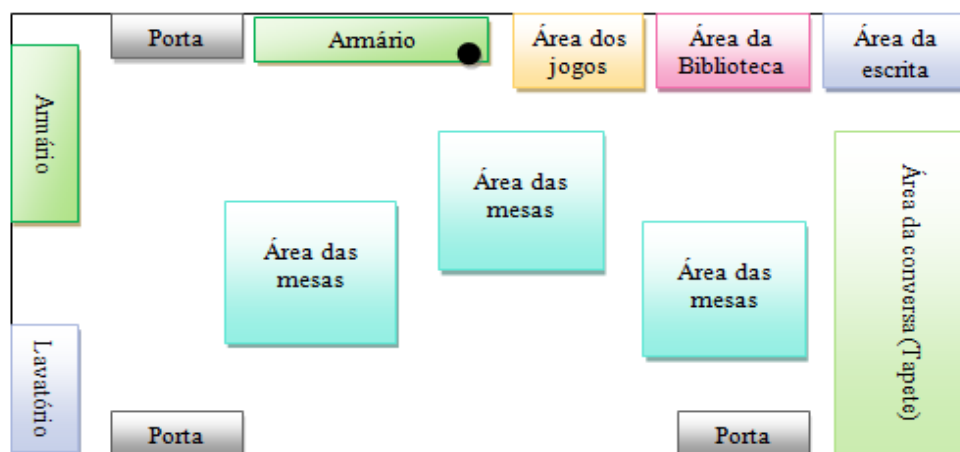 Porta
Armário
Área dos
jogos
Área da
Biblioteca
Área da
escrita
Armário
Área das
mesas
Área das
mesas
Área das
mesas
Área da conversa (Tapete)
Lavatório
Porta
Porta